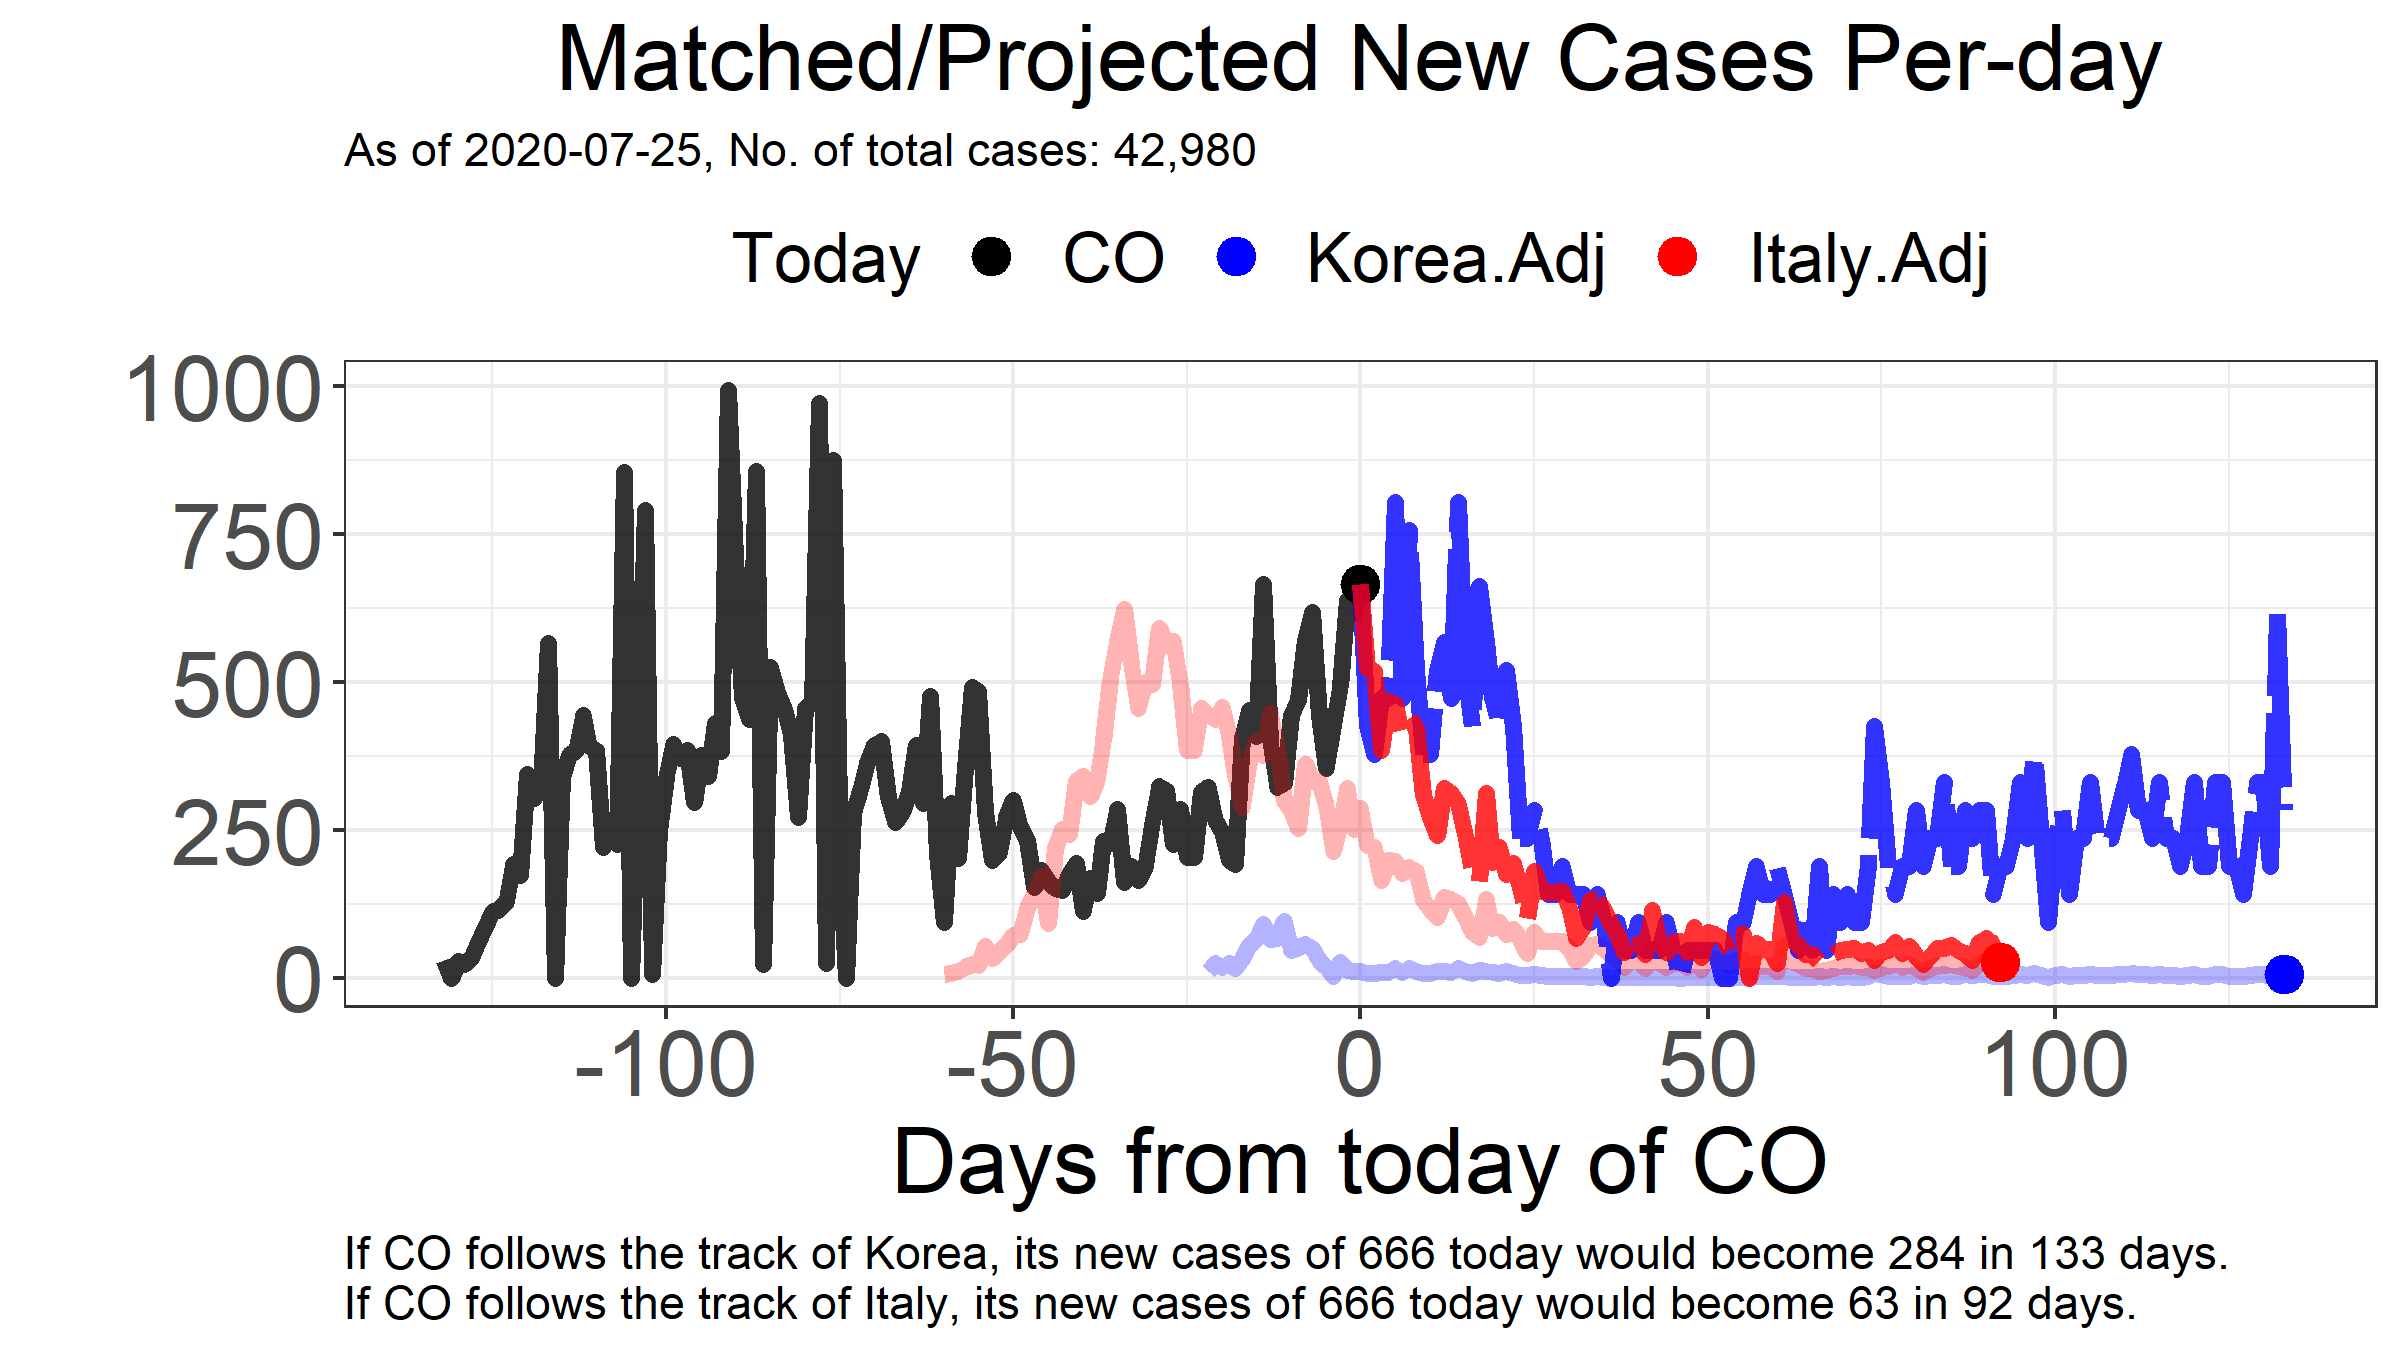 Matched/Projected New Cases Per-day
As of 2020-07-25, No. of total cases: 42,980
Today CO Korea.Adj Italy.Adj
1000
750
500
250
0
-100 -50 0 50 100
Days from today of CO
If CO follows the track of Korea, its new cases of 666 today would become 284 in 133 days.
If CO follows the track of Italy, its new cases of 666 today would become 63 in 92 days.